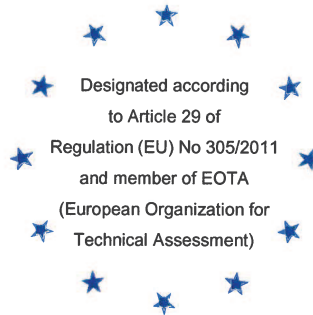 Designated according
to Article 29 of
Regulation (EU) No 305/2011
and member of EOTA
(European Organization for
Technical Assessment)